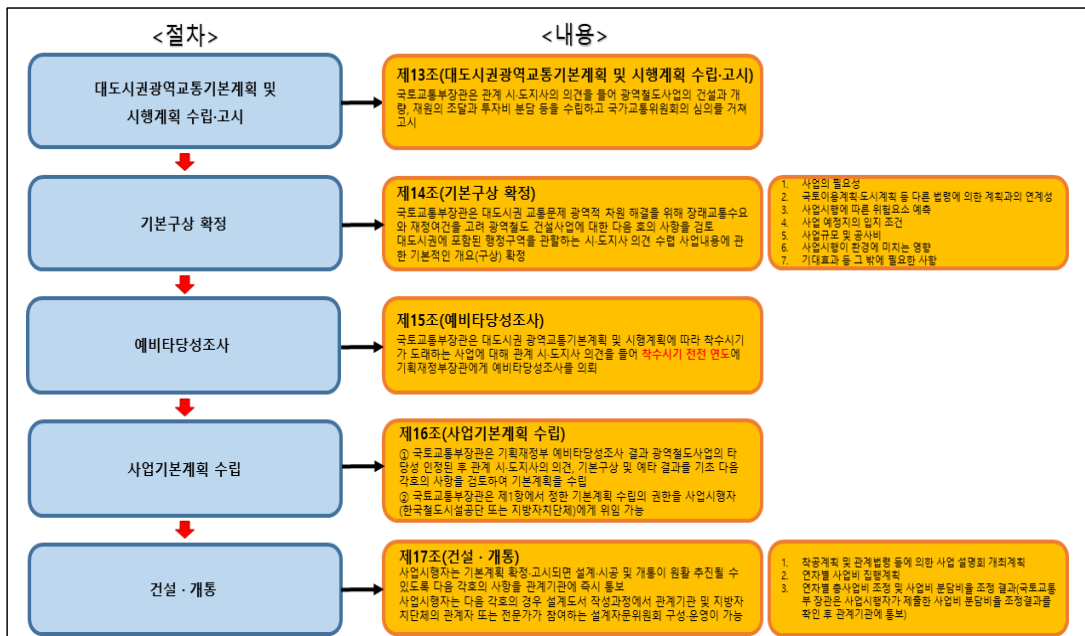 <절차>
<내용>
대도시권광역교통기본계획 및
시행계획 수립·고시
제13조(대도시권광역교통기본계획 및 시행계획 수립·고시)
국토교통부장관은 관계 시·도지사의 의견을 들어 광역철도사업의 건설과 개
량, 재원의 조달과 투자비 분담 등을 수립하고 국가교통위원회의 심의를 거쳐
고시
기본구상 확정
제14조(기본구상 확정)
국토교통부장관은 대도시권 교통문제 광역적 차원 해결을 위해 장래교통수요
와 재정여건을 고려 광역철도 건설사업에 대한 다음 호의 사항을 검토
대도시권에 포함된 행정구역을 관할하는 시·도지사 의견 수렴 사업내용에 관
한 기본적인 개요(구상) 확정
1. 사업의 필요성
2. 국토이용계획·도시계획 등 다른 법령에 의한 계획과의 연계성
3. 사업시행에 따른 위험요소 예측
4. 사업 예정지의 입지 조건
5. 사업규모 및 공사비
6. 사업시행이 환경에 미치는 영향
7. 기대효과 등 그 밖에 필요한 사항
예비타당성조사
제15조(예비타당성조사)
국토교통부장관은 대도시권 광역교통기본계획 및 시행계획에 따라 착수시기
가 도래하는 사업에 대해 관계 시·도지사 의견을 들어 착수시기 전전 연도에
기획재정부장관에게 예비타당성조사를 의뢰
사업기본계획 수립
제16조(사업기본계획 수립)
① 국토교통부장관은 기획재정부 예비타당성조사 결과 광역철도사업의 타
당성 인정된 후 관계 시·도지사의 의견, 기본구상 및 예타 결과를 기초 다음
각호의 사항을 검토하여 기본계획을 수립
② 국토교통부장관은 제1항에서 정한 기본계획 수립의 권한을 사업시행자
(한국철도시설공단 또는 지방자치단체)에게 위임 가능
건설 · 개통
제17조(건설 · 개통)
사업시행자는 기본계획 확정·고시되면 설계·시공 및 개통이 원활 추진될 수
있도록 다음 각호의 사항을 관계기관에 즉시 통보
사업시행자는 다음 각호의 경우 설계도서 작성과정에서 관계기관 및 지방자
치단체의 관계자 또는 전문가가 참여하는 설계자문위원회 구성·운영이 가능
1. 착공계획 및 관계법령 등에 의한 사업 설명회 개최계획
2. 연차별 사업비 집행계획
3. 연차별 총사업비 조정 및 사업비 분담비율 조정 결과(국토교통
부 장관은 사업시행자가 제출한 사업비 분담비율 조정결과를
확인 후 관계기관에 통보)